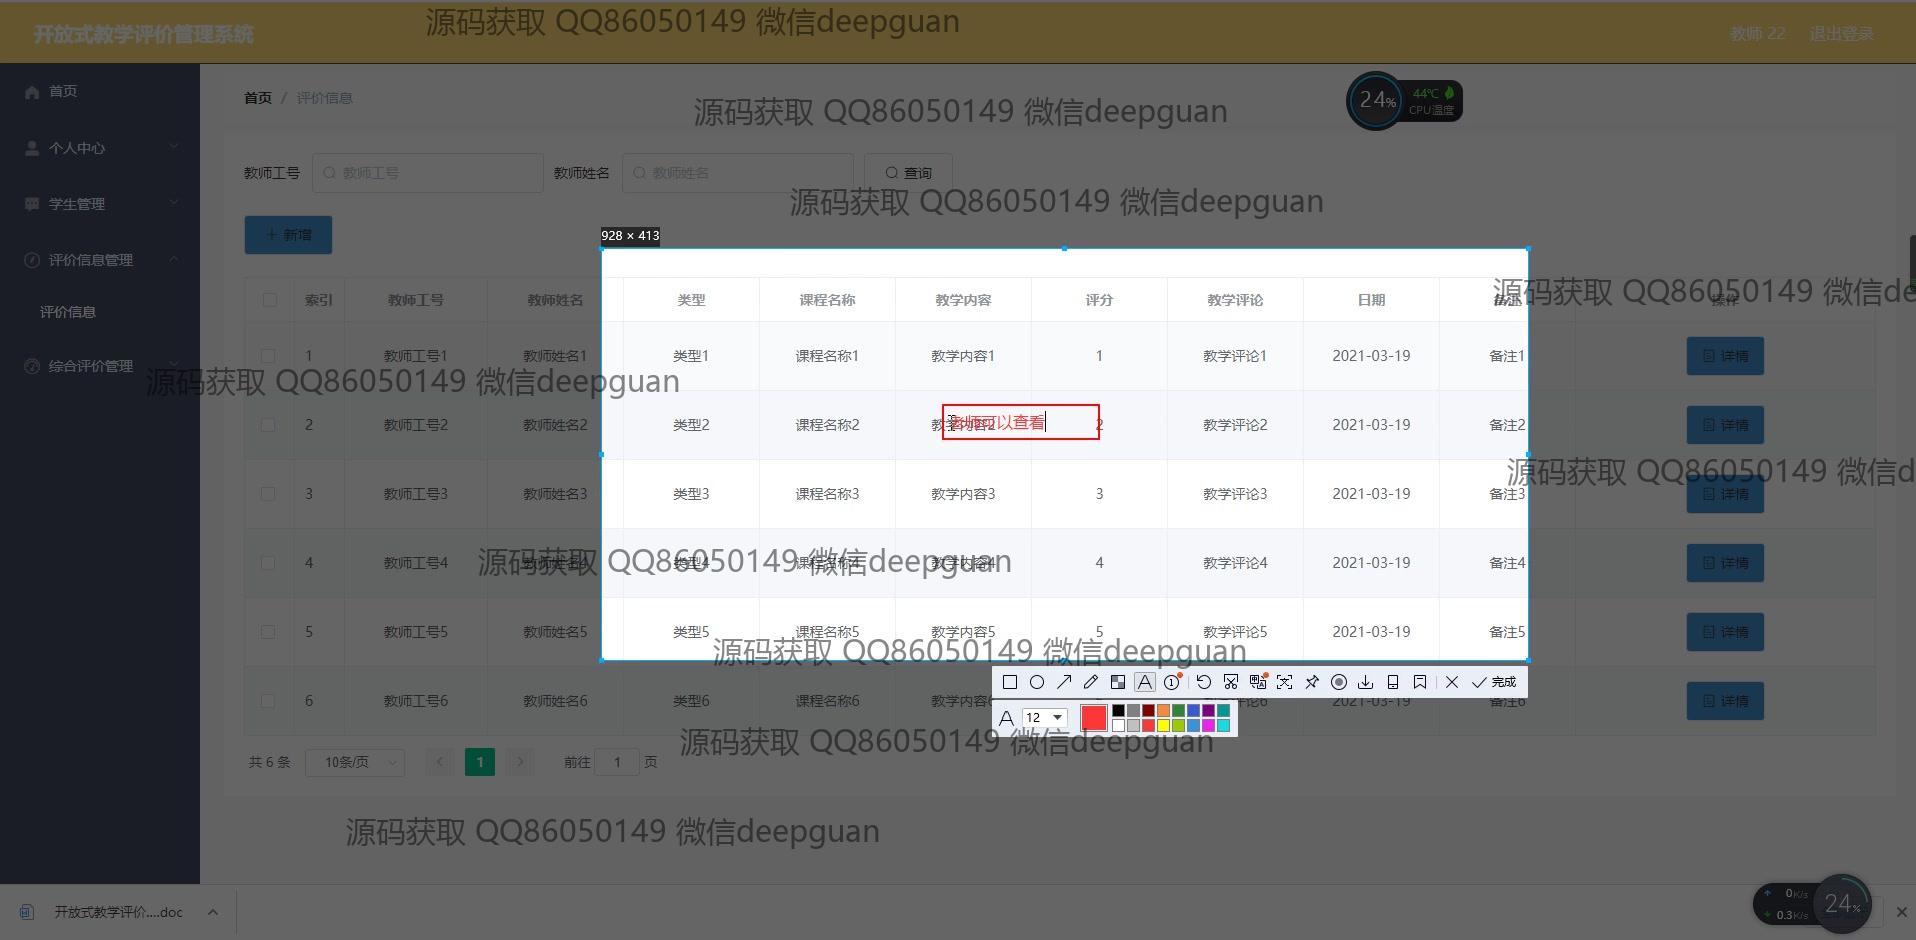 源码获取 QQ86050149 微信deepguan
开放式教学评价管理系统
教师 22 退出登录
首页
个人中心
学生管理
评价信息管理
评价信息
综合评价管理
首页 / 评价信息
24% 44℃
CPU温度
源码获取 QQ86050149 微信deepguan
教师工号 教师工号 教师姓名 教师姓名 查询
源码获取 QQ86050149 微信deepguan
新增
928 × 413
索引 教师工号 教师姓名 类型 课程名称 教学内容 评分 教学评论 日期 备注 操作
源码获取 QQ86050149 微信de
1 教师工号1 教师姓名1 类型1 课程名称1 教学内容1 1 教学评论1 2021-03-19 备注1 详情
源码获取 QQ86050149 微信deepguan
2 教师工号2 教师姓名2 类型2 课程名称2 教学内容2 2 教学评论2 2021-03-19 备注2 详情
老师可以查看
源码获取 QQ86050149 微信d
3 教师工号3 教师姓名3 类型3 课程名称3 教学内容3 3 教学评论3 2021-03-19 备注3 详情
源码获取 QQ86050149 微信deepguan
4 教师工号4 教师姓名4 类型4 课程名称4 教学内容4 4 教学评论4 2021-03-19 备注4 详情
5 教师工号5 教师姓名5 类型5 课程名称5 教学内容5 5 教学评论5 2021-03-19 备注5 详情
源码获取 QQ86050149 微信deepguan
完成
6 教师工号6 教师姓名6 类型6 课程名称6 教学内容6 教学评论6 备注6 详情
A 12
源码获取 QQ86050149 微信deepguan
共 6 条 10条/页 1 前往 1 页
源码获取 QQ86050149 微信deepguan
开放式教学评价....doc
0K/s
0.3K/s
24%